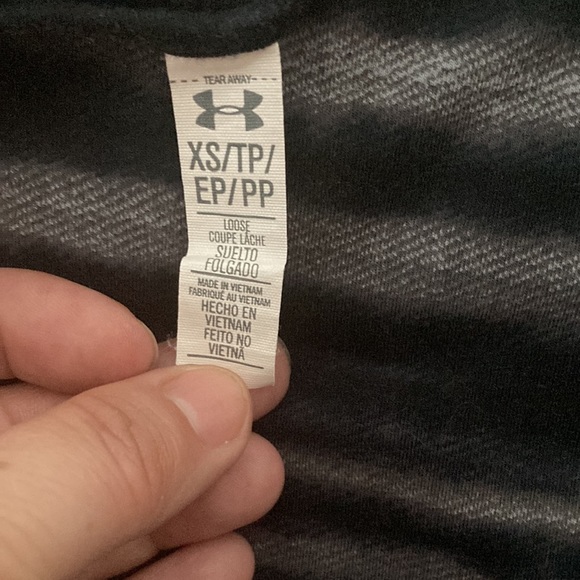 TEAR AWAY
XS/TP/
EP/PP
LOOSE
COUPE LÂCHE
SUELTO
FOLGADO
MADE IN VIETNAM
FABRIQUÉ AU VIETNAM
HECHO EN
VIETNAM
FEITO NO
VIETNÃ